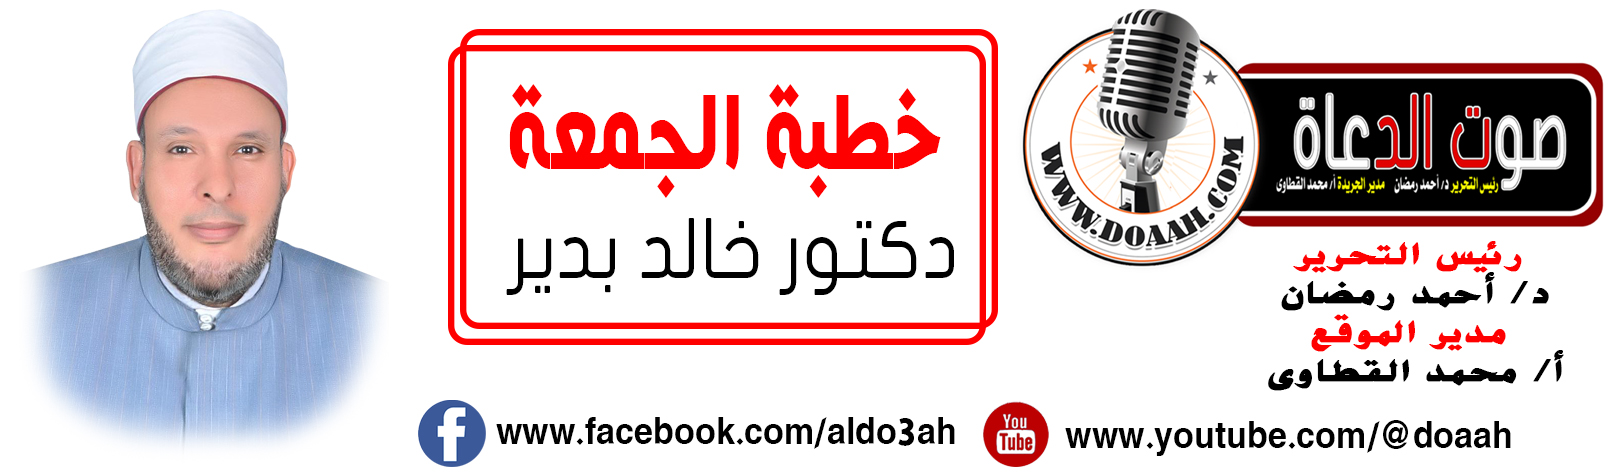 خطبة الجمعة
دكتور خالد بدير
WWW.DOAAH.COM
صوت الدعاة
رئيس التحرير د/ أحمد رمضان مدير الجريدة أ/ محمد القطاوى
رئيس التحرير
د/ أحمد رمضان
مدير الموقع
أ/ محمد القطاوى
www.facebook.com/aldo3ah
You
Tube
www.youtube.com/@doaah